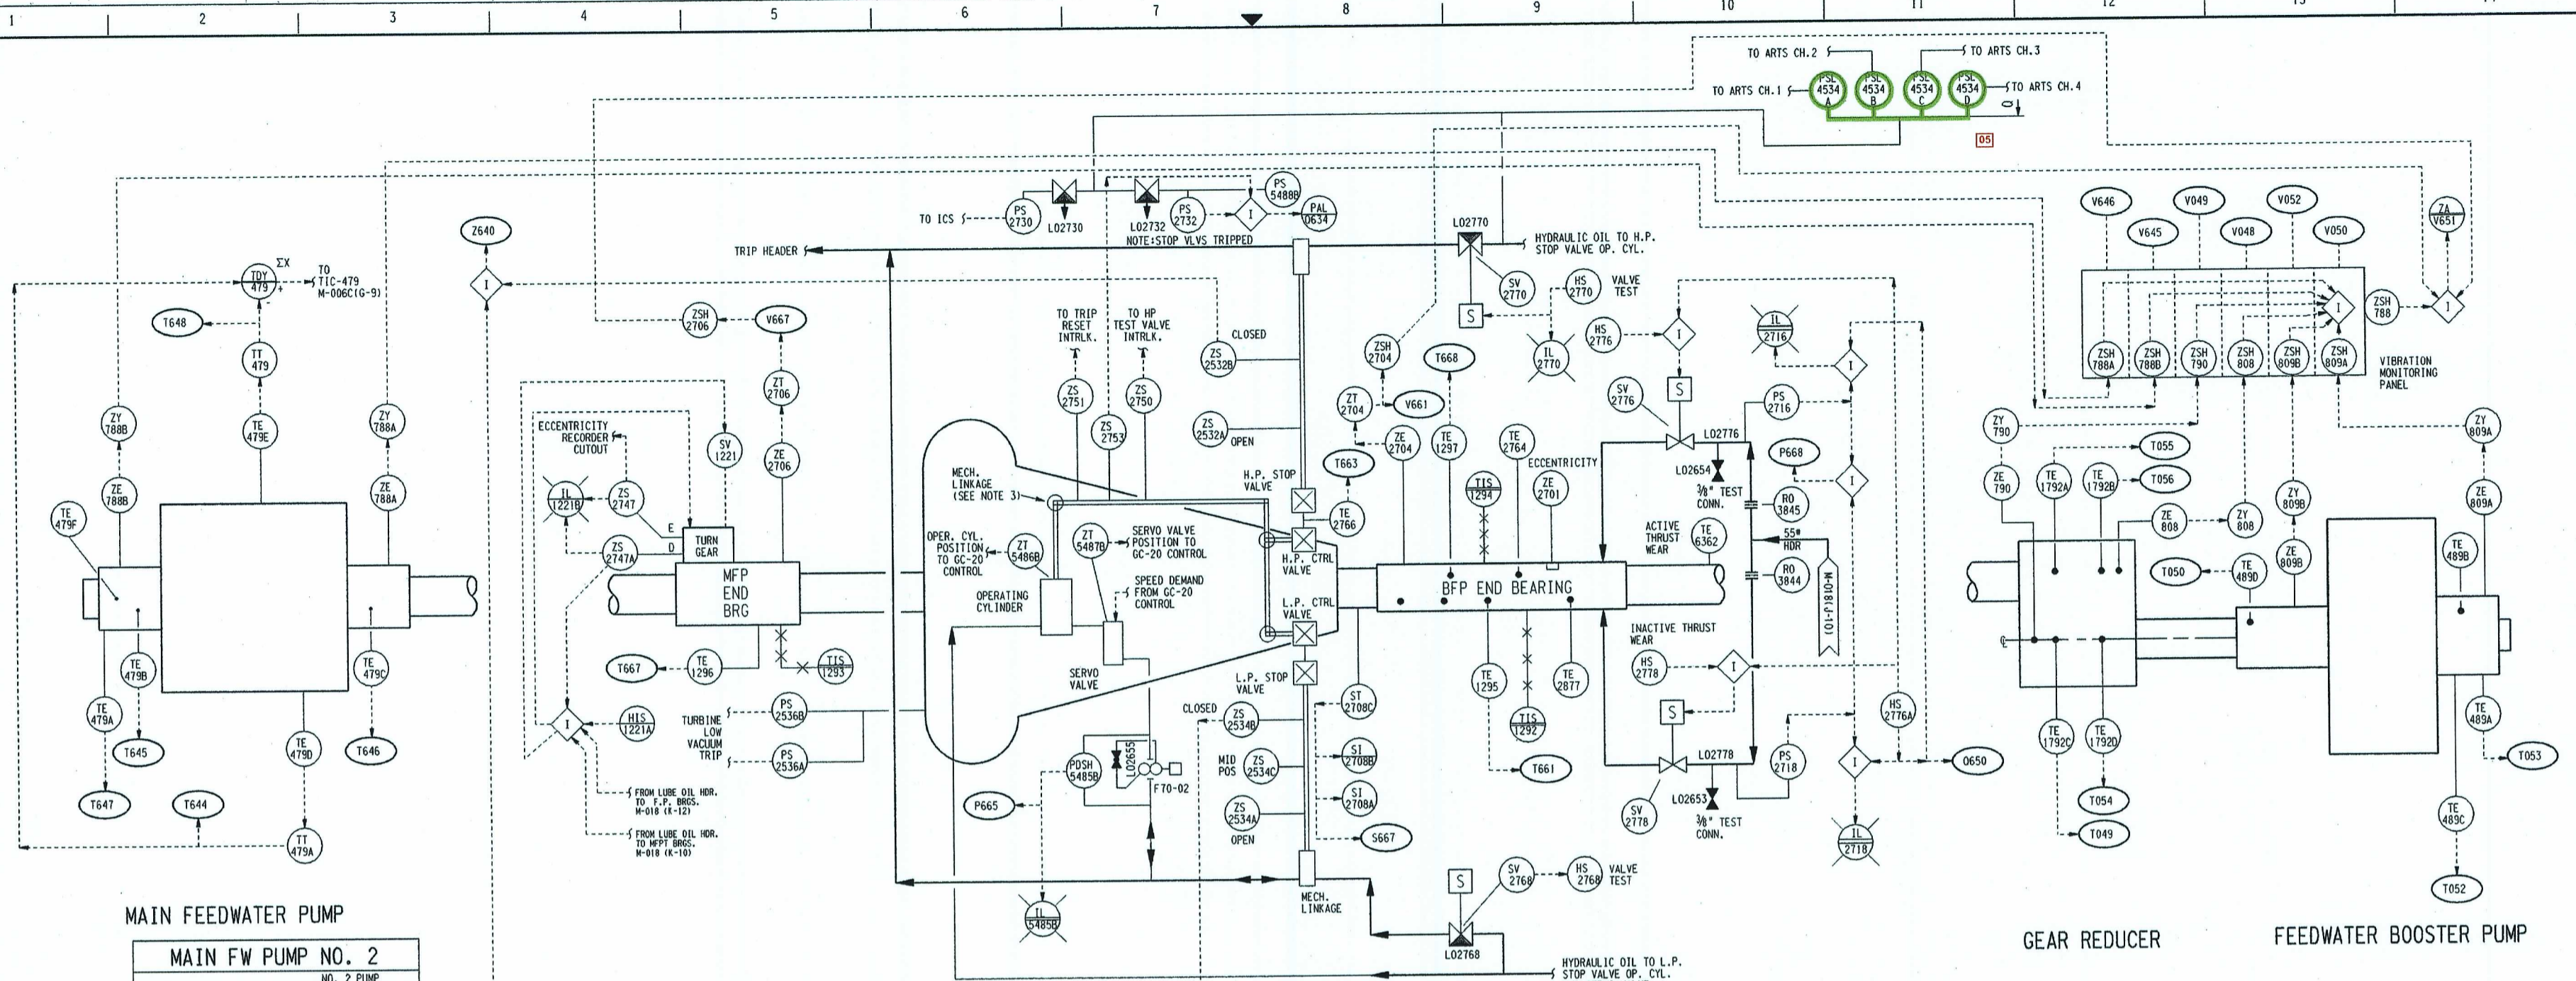 1
2
3
4
5
6
7
8
9
10
11
12
TO ARTS CH.2
TO ARTS CH.3
TO ARTS CH.1
PSL
4534
A
PSL
4534
B
PSL
4534
C
PSL
4534
D
TO ARTS CH.4
05
TO ICS
PS
2730
LO2730
LO2732
PS
2732
I
PS
5488B
PAL
0634
NOTE:STOP VLVS TRIPPED
TRIP HEADER
LO2770
HYDRAULIC OIL TO H.P.
STOP VALVE OP. CYL.
SV
2770
HS
2770
VALVE
TEST
S
IL
2770
Z640
I
TDY
479
ΣX
+
-
TO
TIC-479
M-006C(G-9)
T648
TT
479
TE
479E
ZY
788B
ZE
788B
ZY
788A
ZE
788A
TE
479F
TE
479B
TE
479A
T645
T647
T644
TE
479C
T646
TE
479D
TT
479A
MAIN FEEDWATER PUMP
MAIN FW PUMP NO. 2
NO. 2 PUMP
ZSH
2706
V667
ZT
2706
ZE
2706
SV
1221
ECCENTRICITY
RECORDER
CUTOUT
IL
1221B
ZS
2747
ZS
2747A
E
D
TURN
GEAR
MFP
END
BRG
T667
TE
1296
TIS
1293
I
HIS
1221A
TURBINE
LOW
VACUUM
TRIP
PS
2536B
PS
2536A
FROM LUBE OIL HDR.
TO F.P. BRGS.
M-018 (K-12)
FROM LUBE OIL HDR.
TO MFPT BRGS.
M-018 (K-10)
TO TRIP
RESET
INTRLK.
TO HP
TEST VALVE
INTRLK.
ZS
2751
ZS
2753
ZS
2750
CLOSED
ZS
2532B
ZS
2532A
OPEN
MECH.
LINKAGE
(SEE NOTE 3)
H.P. STOP
VALVE
OPER. CYL.
POSITION
TO GC-20
CONTROL
ZT
5486B
ZT
5487B
SERVO VALVE
POSITION TO
GC-20 CONTROL
SPEED DEMAND
FROM GC-20
CONTROL
OPERATING
CYLINDER
SERVO
VALVE
H.P. CTRL
VALVE
L.P. CTRL
VALVE
L.P. STOP
VALVE
CLOSED
ZS
2534B
MID
POS
ZS
2534C
ZS
2534A
OPEN
PDSH
5485B
LO2655
F70-02
P665
IL
5485B
MECH.
LINKAGE
ZSH
2704
ZT
2704
V661
T668
ZE
2704
TE
1297
TE
2764
T663
TE
2766
TIS
1294
ECCENTRICITY
ZE
2701
BFP END BEARING
ST
2708C
SI
2708B
SI
2708A
S667
TE
1295
TIS
1292
TE
2877
T661
S
SV
2768
HS
2768
VALVE
TEST
LO2768
HYDRAULIC OIL TO L.P.
STOP VALVE OP. CYL.
HS
2776
I
S
SV
2776
LO2776
LO2654
3/8" TEST
CONN.
IL
2716
I
PS
2716
P668
I
RO
3845
ACTIVE
THRUST
WEAR
TE
6362
55#
HDR
RO
3844
M-018(J-10)
INACTIVE THRUST
WEAR
HS
2778
I
S
SV
2778
LO2778
LO2653
3/8" TEST
CONN.
PS
2718
HS
2776A
I
O650
IL
2718
V646
V645
V049
V048
V052
V050
I
ZSH
788A
ZSH
788B
ZSH
790
ZSH
808
ZSH
809B
ZSH
809A
ZSH
788
ZA
V651
I
VIBRATION
MONITORING
PANEL
ZY
790
ZE
790
TE
1792A
TE
1792B
T055
T056
ZE
808
ZY
808
ZY
809B
ZE
809B
ZY
809A
ZE
809A
T050
TE
489D
TE
489B
TE
1792C
TE
1792D
T054
T049
TE
489A
T053
TE
489C
T052
GEAR REDUCER
FEEDWATER BOOSTER PUMP